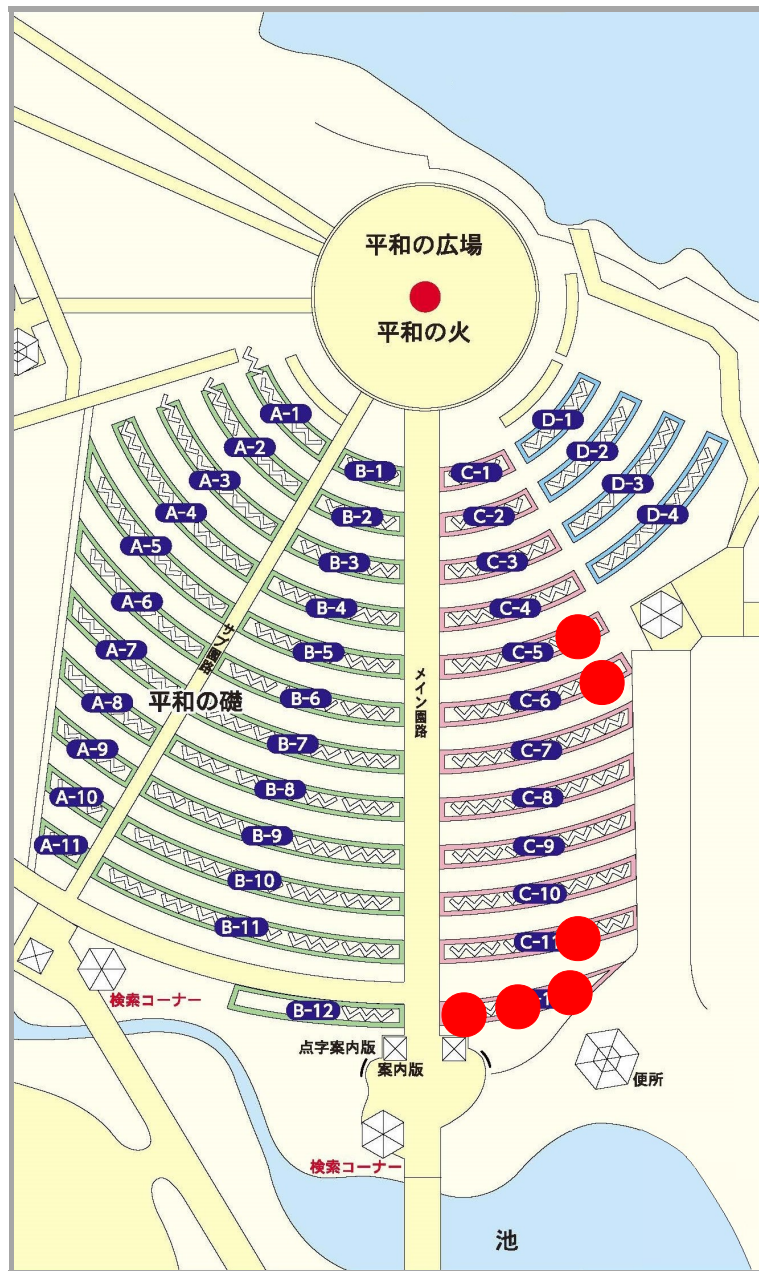 平和の広場
平和の火
A-1
A-2
A-3
A-4
A-5
A-6
A-7
A-8
A-9
A-10
A-11
B-1
B-2
B-3
B-4
B-5
B-6
B-7
B-8
B-9
B-10
B-11
B-12
C-1
C-2
C-3
C-4
C-5
C-6
C-7
C-8
C-9
C-10
C-11
D-1
D-2
D-3
D-4
サブ園路
メイン園路
平和の礎
検索コーナー
点字案内版
案内版
便所
検索コーナー
池